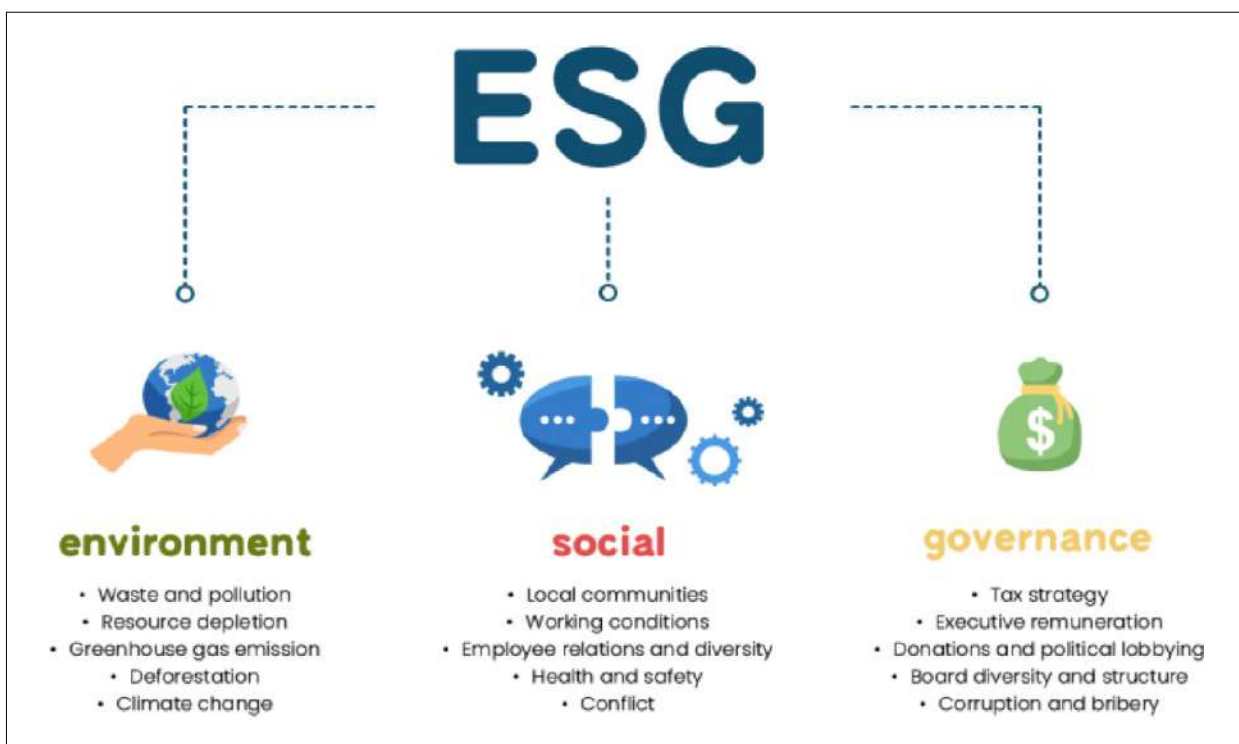 ESG
environment
• Waste and pollution
• Resource depletion
• Greenhouse gas emission
• Deforestation
• Climate change
social
• Local communities
• Working conditions
• Employee relations and diversity
• Health and safety
• Conflict
$
governance
• Tax strategy
• Executive remuneration
• Donations and political lobbying
• Board diversity and structure
• Corruption and bribery